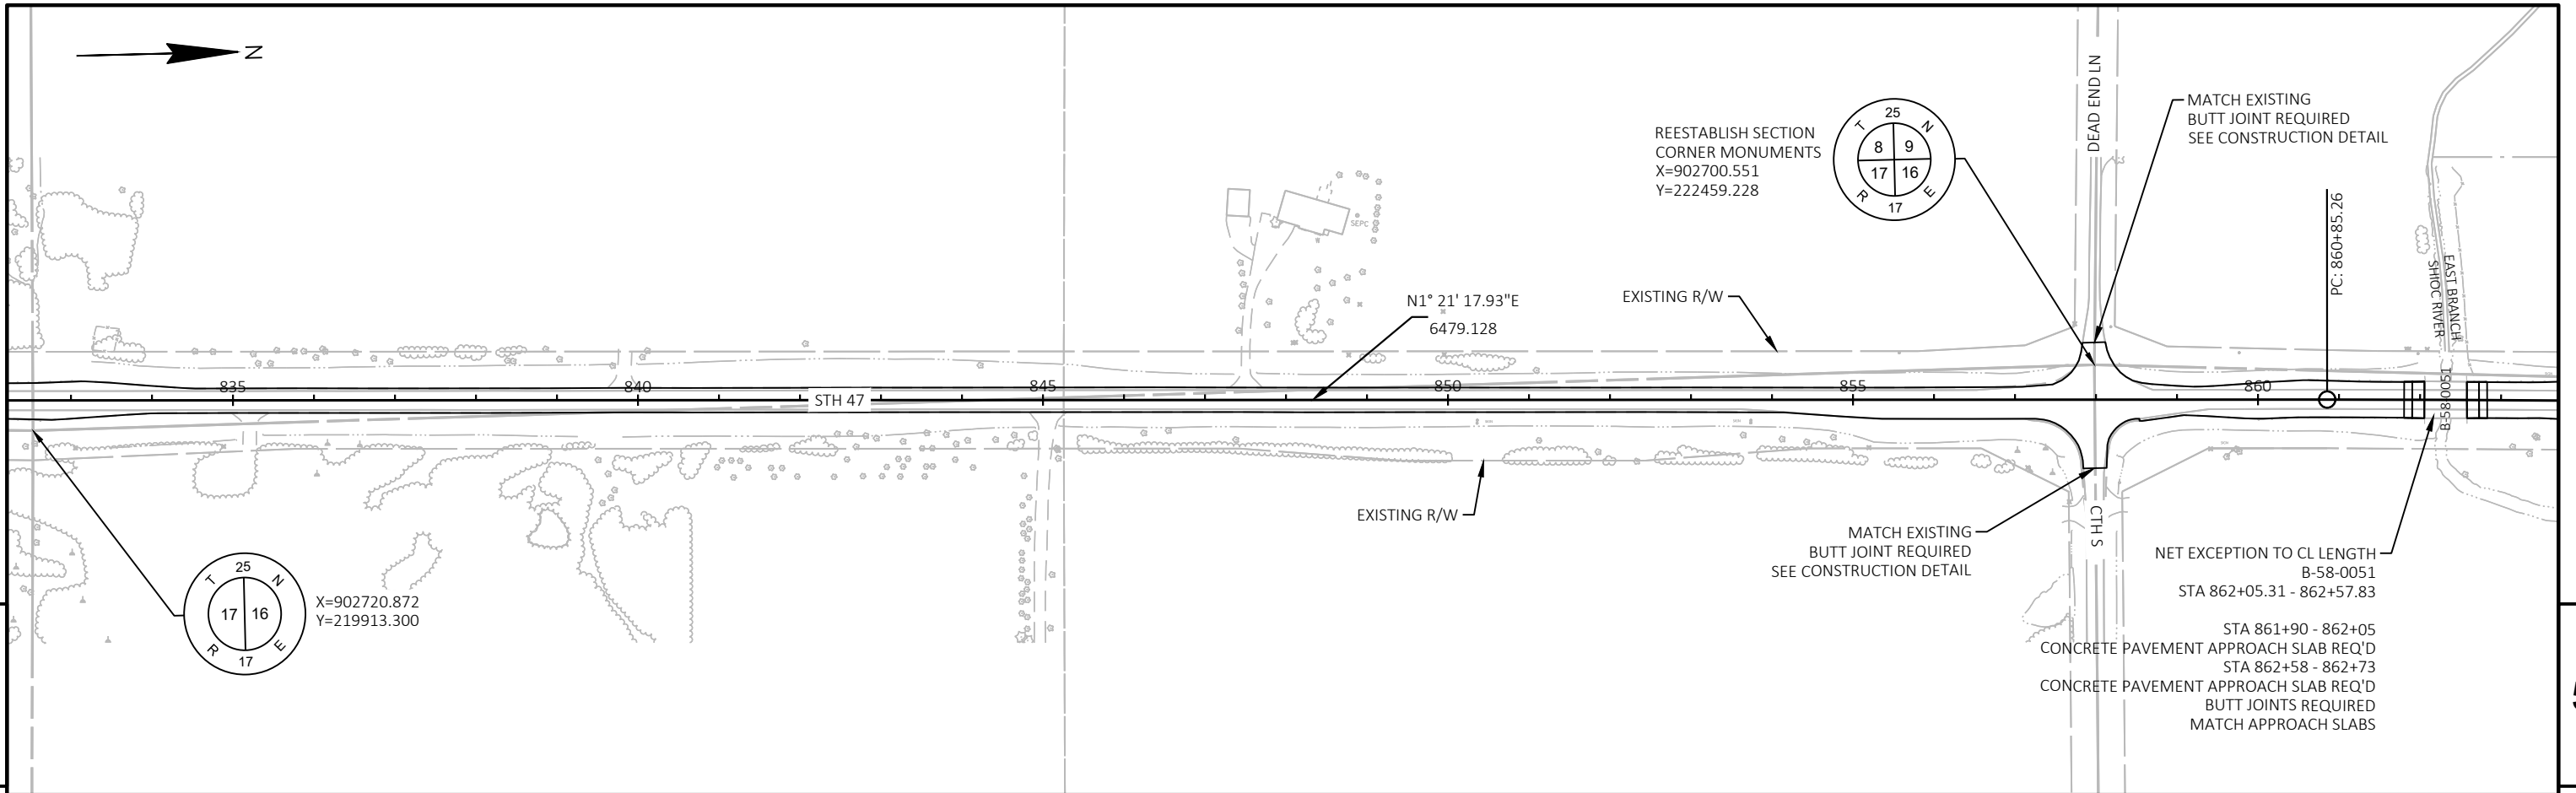 N
DEAD END LN
MATCH EXISTING
BUTT JOINT REQUIRED
SEE CONSTRUCTION DETAIL
REESTABLISH SECTION
CORNER MONUMENTS
X=902700.551
Y=222459.228
25
T N
8 9
17 16
R E
17
PC: 860+85.26
EAST BRANCH
SHIOC RIVER
SEPC
N1° 21' 17.93"E
6479.128
EXISTING R/W
835
840
845
850
855
860
STH 47
B-58-0051
EXISTING R/W
MATCH EXISTING
BUTT JOINT REQUIRED
SEE CONSTRUCTION DETAIL
CTH S
NET EXCEPTION TO CL LENGTH
B-58-0051
STA 862+05.31 - 862+57.83
STA 861+90 - 862+05
CONCRETE PAVEMENT APPROACH SLAB REQ'D
STA 862+58 - 862+73
CONCRETE PAVEMENT APPROACH SLAB REQ'D
BUTT JOINTS REQUIRED
MATCH APPROACH SLABS
25
T N
17 16
R E
17
X=902720.872
Y=219913.300